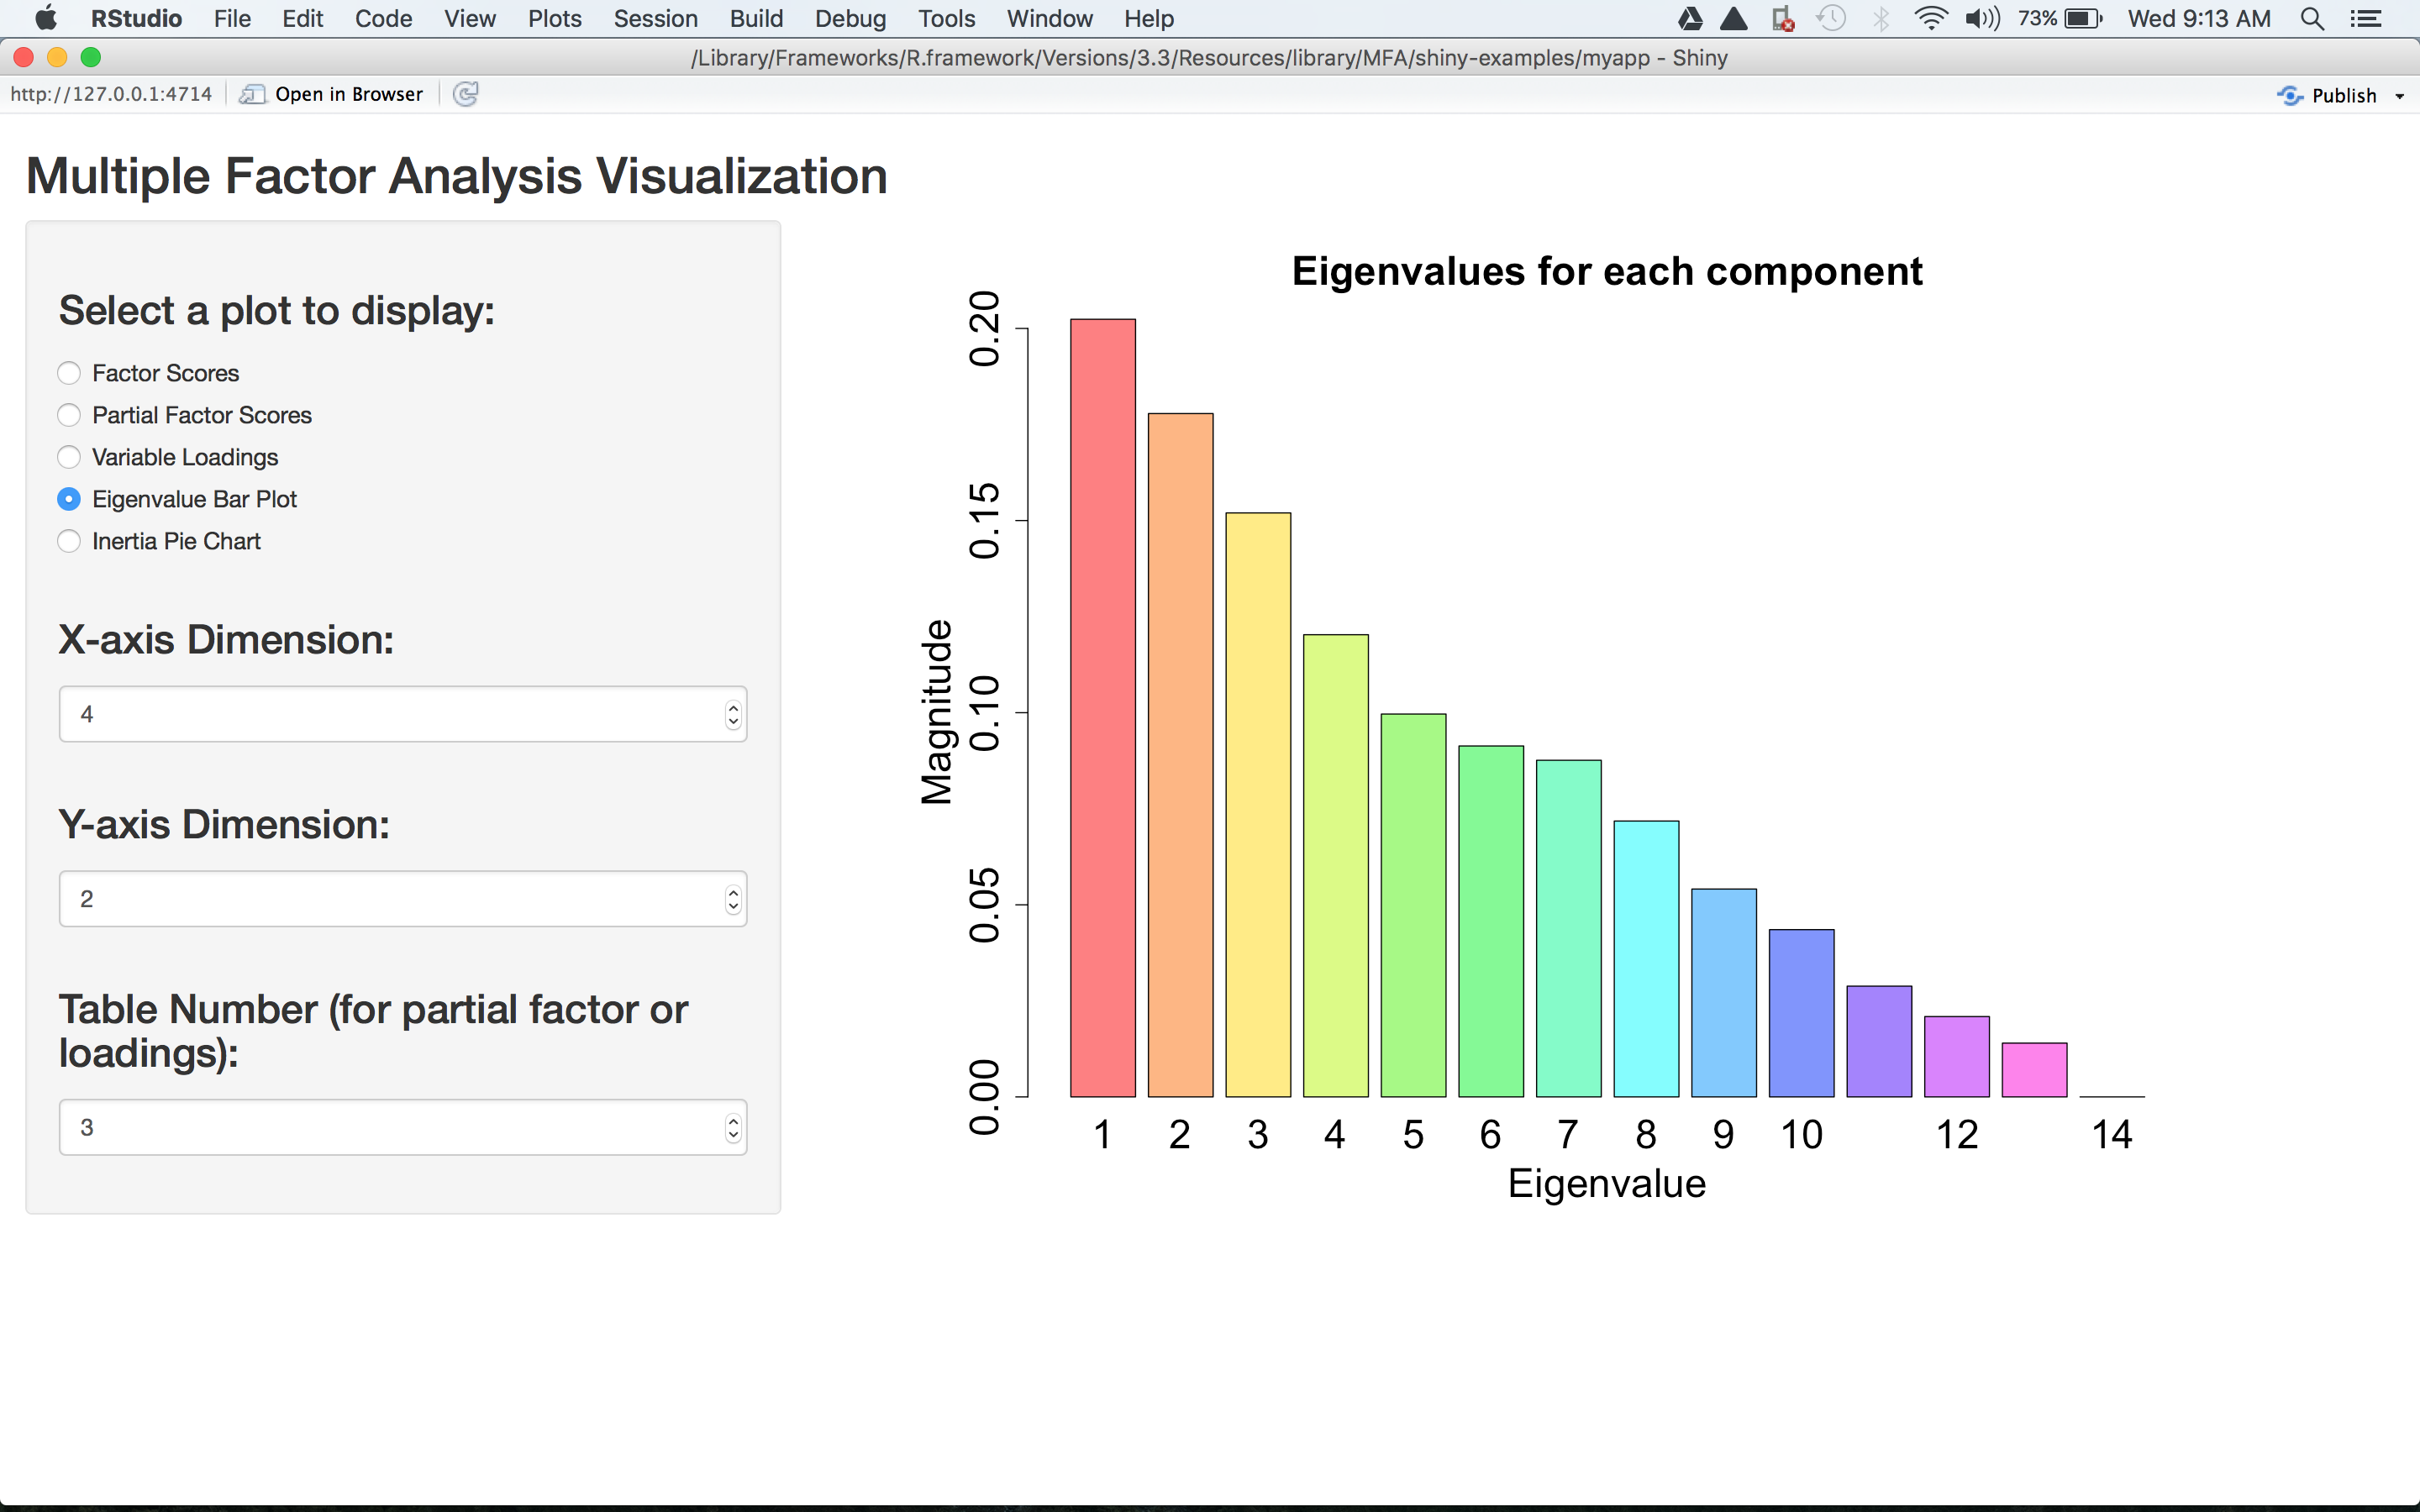 RStudio File Edit Code View Plots Session Build Debug Tools Window Help 73% Wed 9:13 AM
/Library/Frameworks/R.framework/Versions/3.3/Resources/library/MFA/shiny-examples/myapp - Shiny
http://127.0.0.1:4714 Open in Browser Publish
Multiple Factor Analysis Visualization
Select a plot to display:
Factor Scores
Partial Factor Scores
Variable Loadings
Eigenvalue Bar Plot
Inertia Pie Chart
X-axis Dimension:
4
Y-axis Dimension:
2
Table Number (for partial factor or
loadings):
3
Eigenvalues for each component
Magnitude
0.20
0.15
0.10
0.05
0.00
1 2 3 4 5 6 7 8 9 10 12 14
Eigenvalue